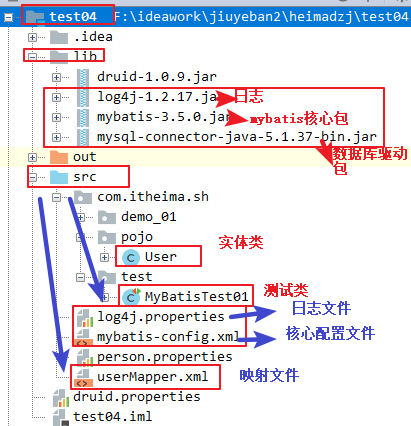 test04 F:\ideawork\jiuyeban2\heimadzj\test04
.idea
lib
druid-1.0.9.jar
log4j-1.2.17.jar 日志
mybatis-3.5.0.jar mybatis核心包
mysql-connector-java-5.1.37-bin.jar
数据库驱动
包
out
src
com.itheima.sh
demo_01
pojo
实体类
User
test
测试类
MyBatisTest01
日志文件
log4j.properties
mybatis-config.xml 核心配置文件
person.properties
userMapper.xml 映射文件
druid.properties
test04.iml